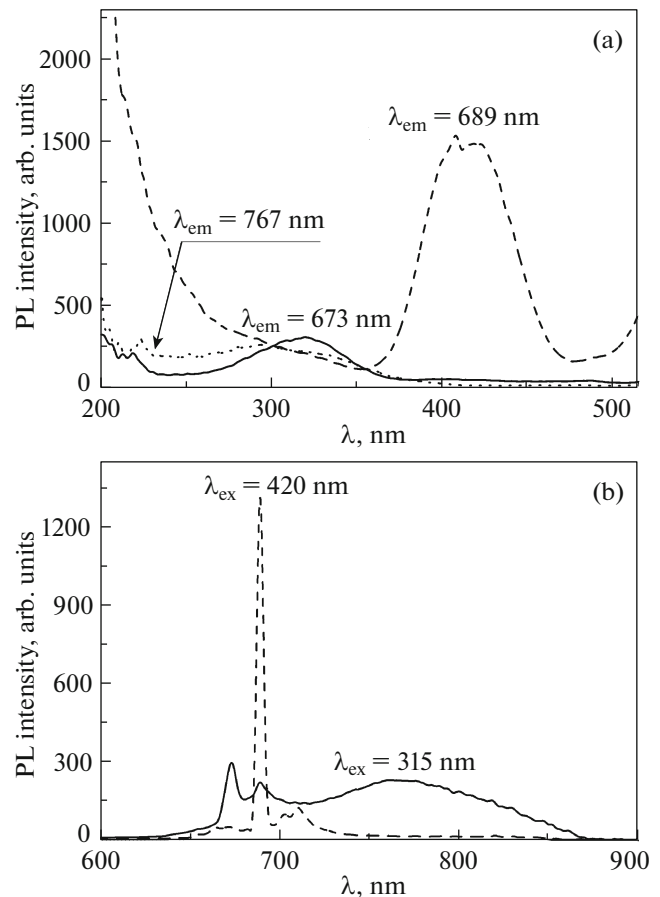 (a)
2000
1500
1000
500
0
PL intensity, arb. units
λem = 689 nm
λem = 767 nm
λem = 673 nm
200 300 400 500
λ, nm
(b)
1200
900
600
300
0
PL intensity, arb. units
λex = 420 nm
λex = 315 nm
600 700 800 900
λ, nm